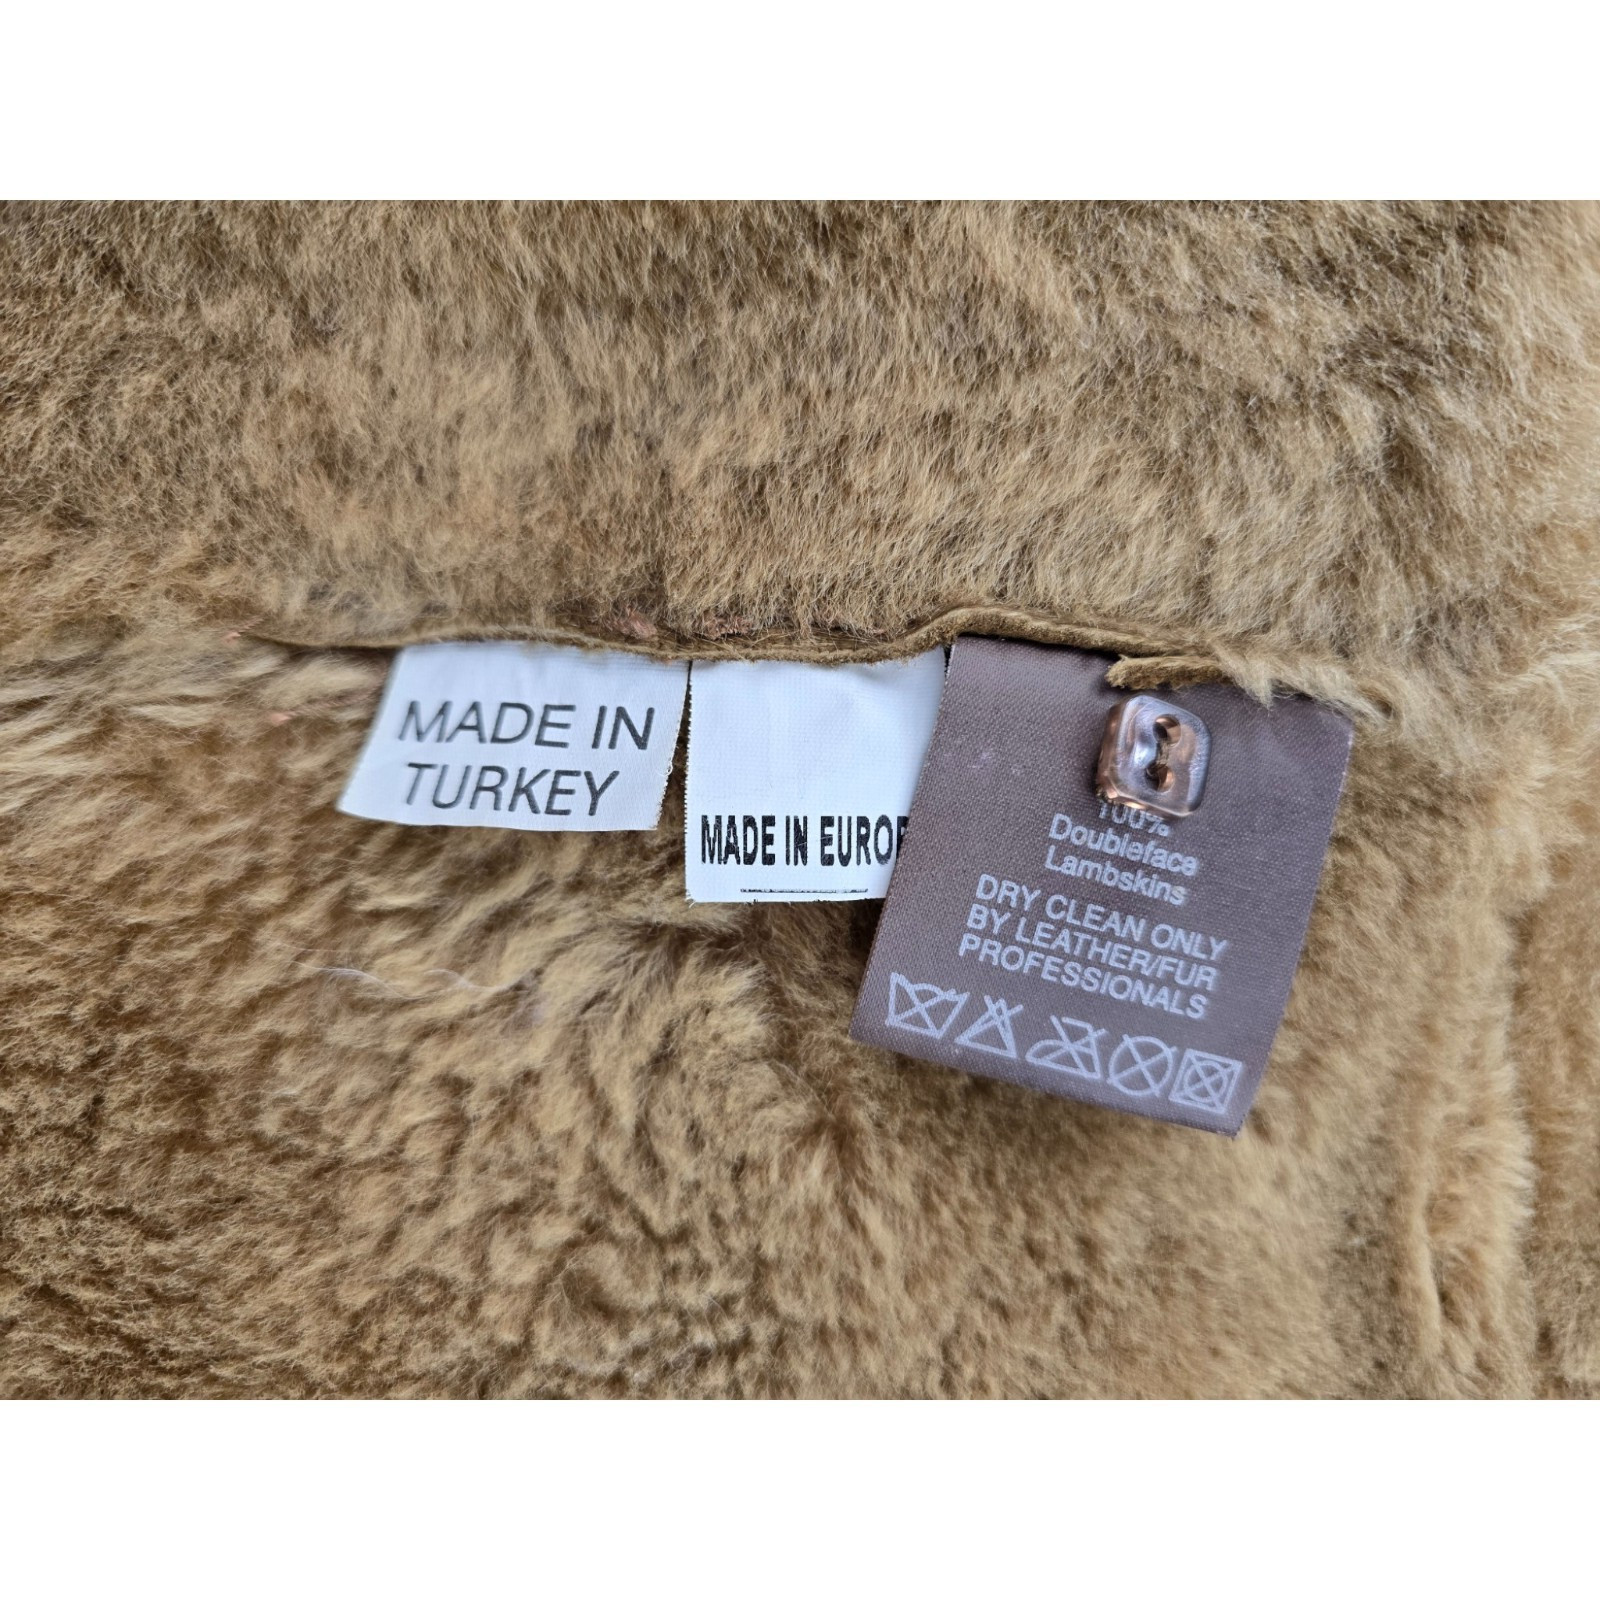 MADE IN
TURKEY
MADE IN EUROP
100%
Doubleface
Lambskins
DRY CLEAN ONLY
BY LEATHER/FUR
PROFESSIONALS